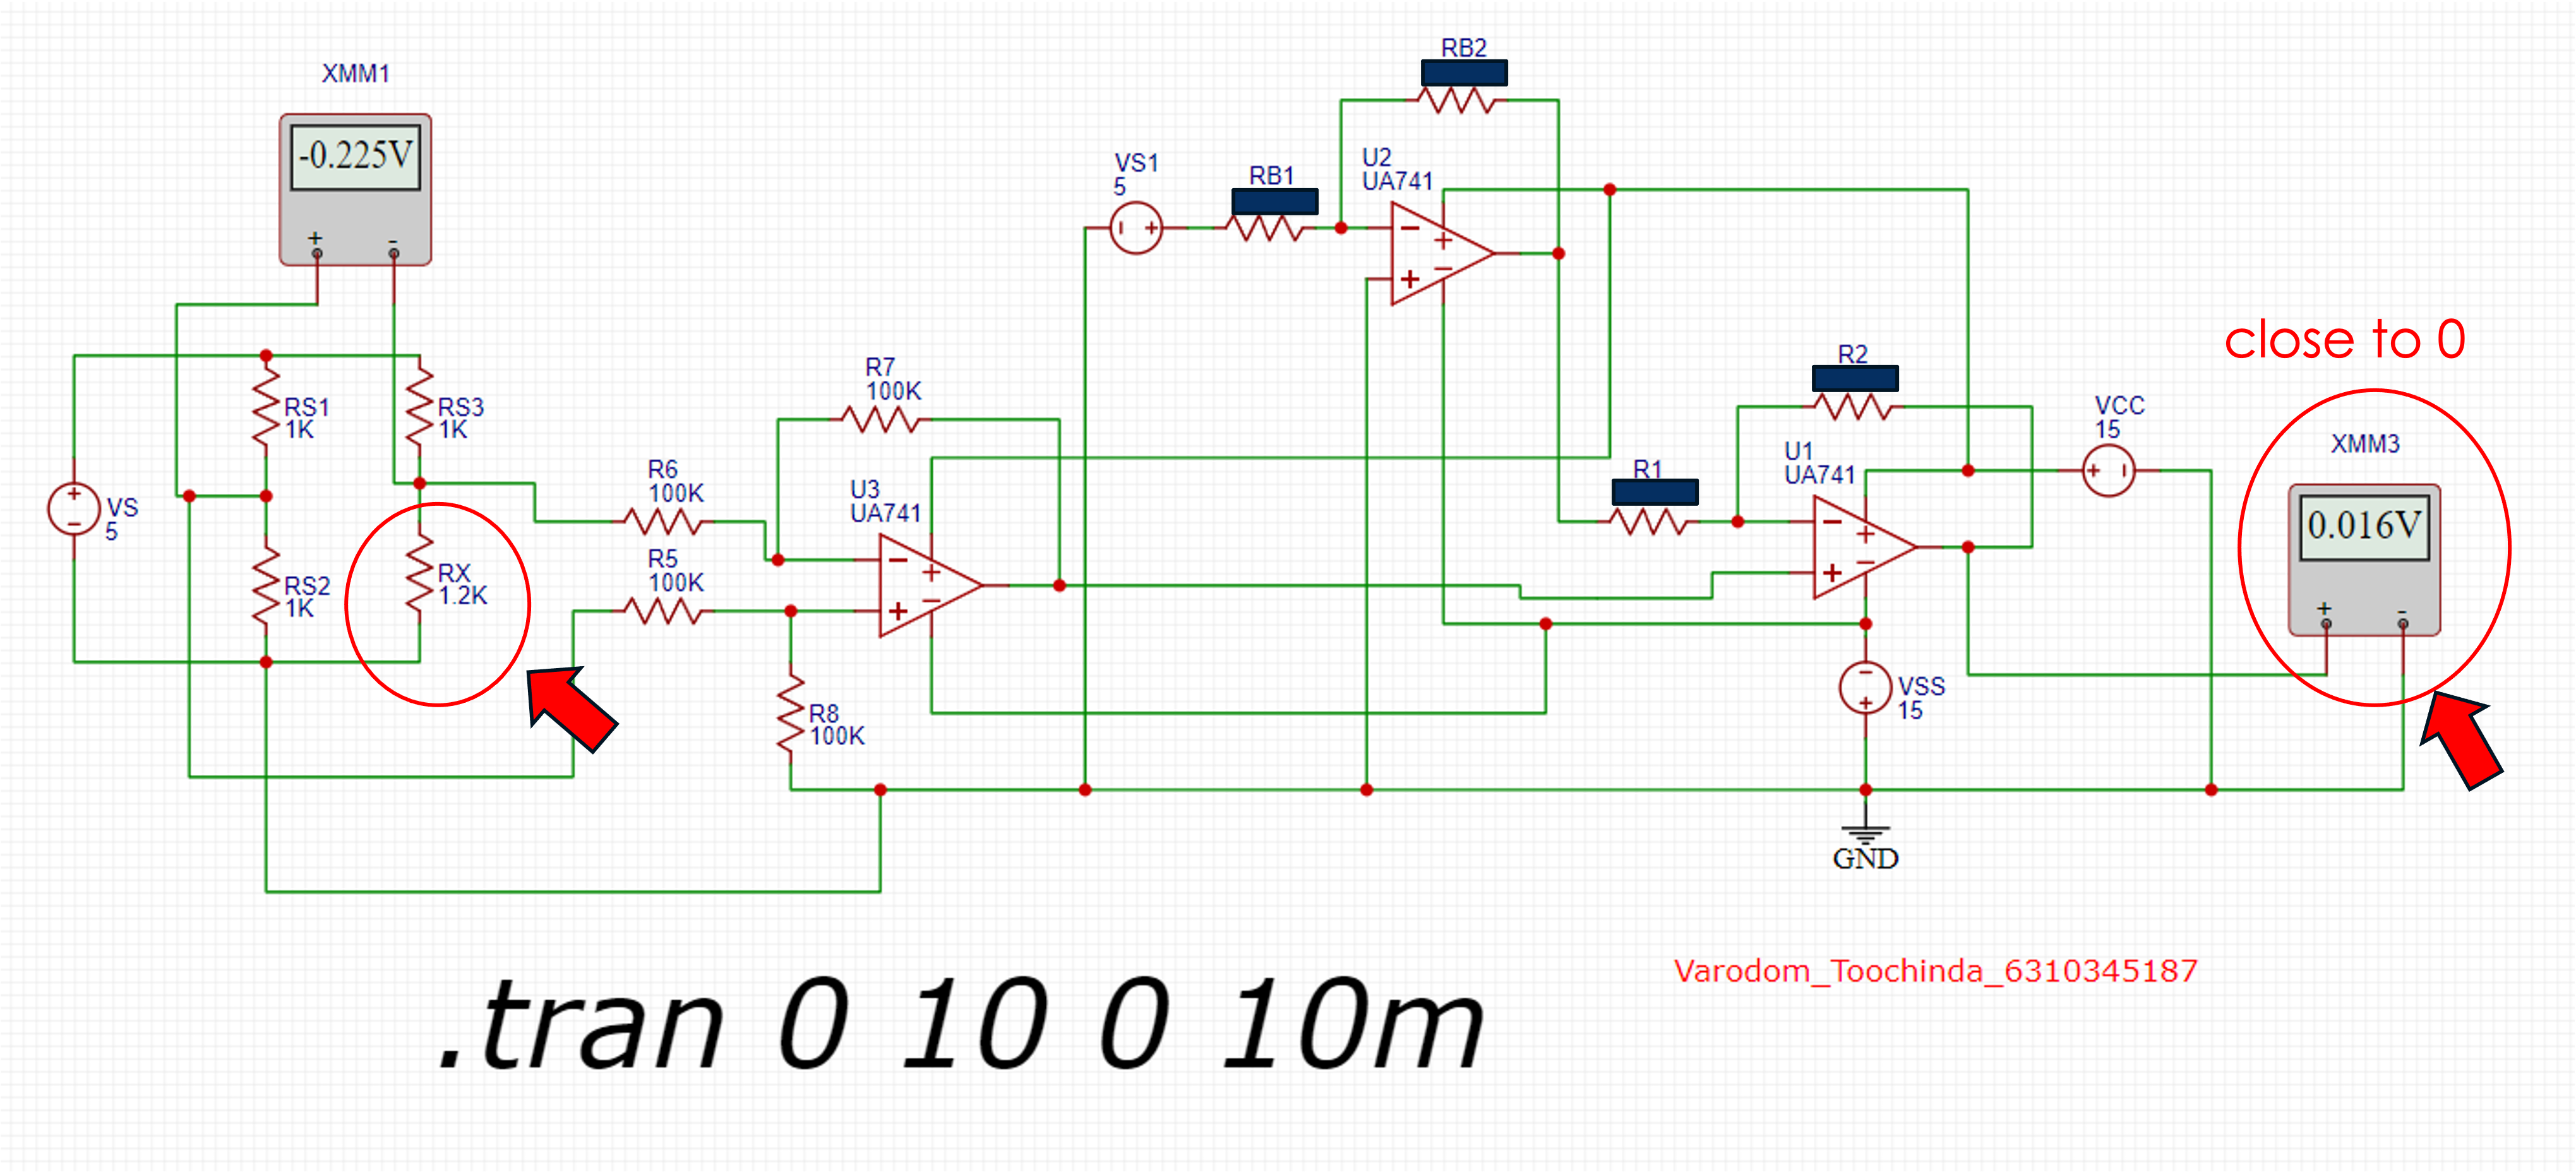 RB2
XMM1
-0.225V
+ -
VS1
5
RB1
U2
UA741
close to 0
R2
VCC
15
R7
100K
RS1
1K
RS3
1K
XMM3
U1
UA741
R1
R6
100K
U3
UA741
VS
5
0.016V
+ -
R5
100K
RX
1.2K
RS2
1K
VSS
15
R8
100K
GND
Varodom_Toochinda_6310345187
.tran 0 10 0 10m